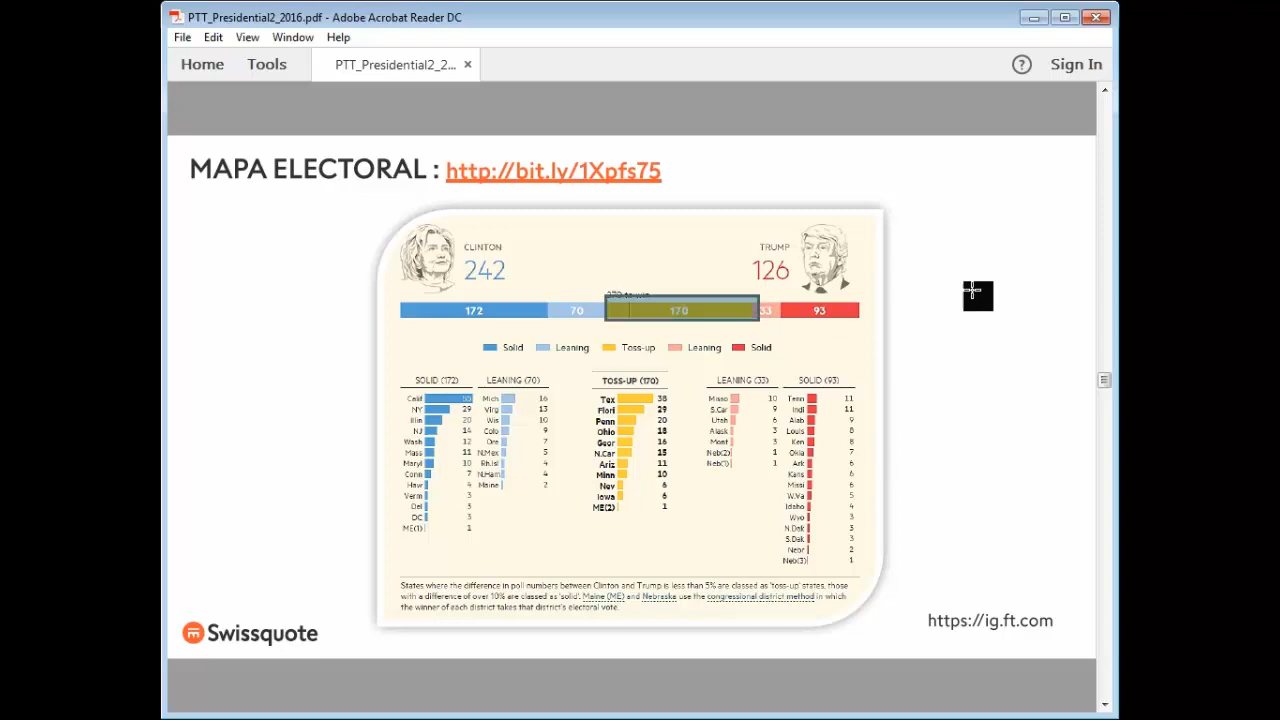 PTT_Presidential2_2016.pdf - Adobe Acrobat Reader DC
File Edit View Window Help
Home Tools PTT_Presidential2_2... × ? Sign In
MAPA ELECTORAL : http://bit.ly/1Xpfs75
CLINTON TRUMP
242 126
270 to win
172 70 170 33 93
Solid Leaning Toss-up Leaning Solid
SOLID (172) LEANING (70) TOSS-UP (170) LEANING (33) SOLID (93)
Calif 55 Mich 16 Tex 38 Misso 10 Tenn 11
NY 29 Virg 13 Flori 29 S.Car 9 Indi 11
Illin 20 Wis 10 Penn 20 Utah 6 Alab 9
NJ 14 Colo 9 Ohio 18 Alask 3 Louis 8
Wash 12 Ore 7 Geor 16 Mont 3 Ken 8
Mass 11 N.Mex 5 N.Car 15 Neb(2) 1 Okla 7
Maryl 10 Rh.Isl 4 Ariz 11 Neb(1) 1 Ark 6
Conn 7 N.Ham 4 Minn 10 Kans 6
Haw 4 Maine 2 Nev 6 Missi 6
Verm 3 Iowa 6 W.Va 5
Del 3 ME(2) 1 Idaho 4
DC 3 Wyo 3
ME(1) 1 N.Dak 3
S.Dak 3
Nebr 2
Neb(3) 1
States where the difference in poll numbers between Clinton and Trump is less than 5% are classed as 'toss-up' states, those
with a difference of over 10% are classed as 'solid'. Maine (ME) and Nebraska use the congressional district method in which
the winner of each district takes that district's electoral vote.
Swissquote
https://ig.ft.com